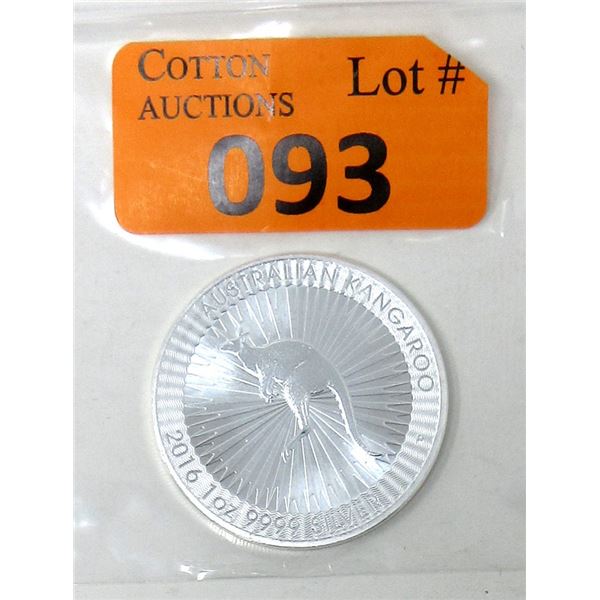 COTTON
AUCTIONS
Lot #
093
AUSTRALIAN KANGAROO
2016 1oz 9999 SILVER